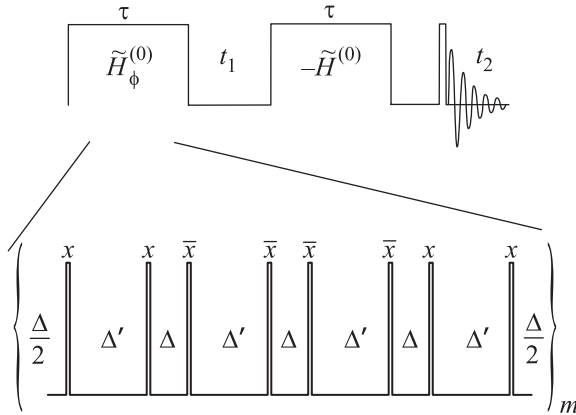 τ τ
H̃_ϕ^(0) t_1 −H̃^(0) t_2
x x x̄ x̄ x̄ x̄ x x
Δ/2 Δ′ Δ Δ′ Δ Δ′ Δ Δ′ Δ/2
m